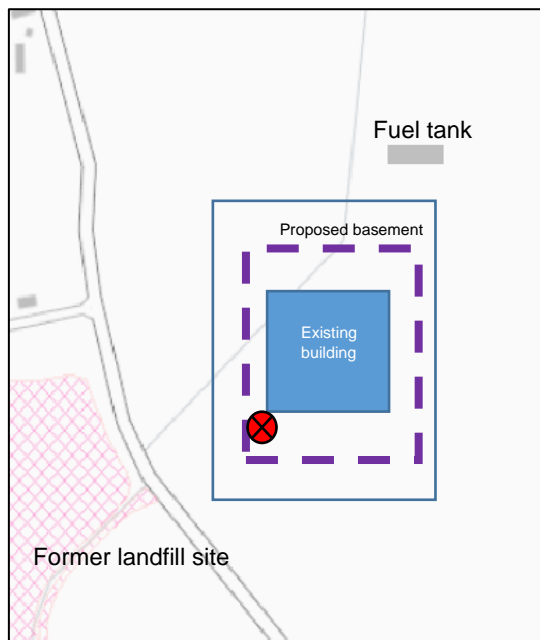 Fuel tank
Proposed basement
Existing
building
Former landfill site